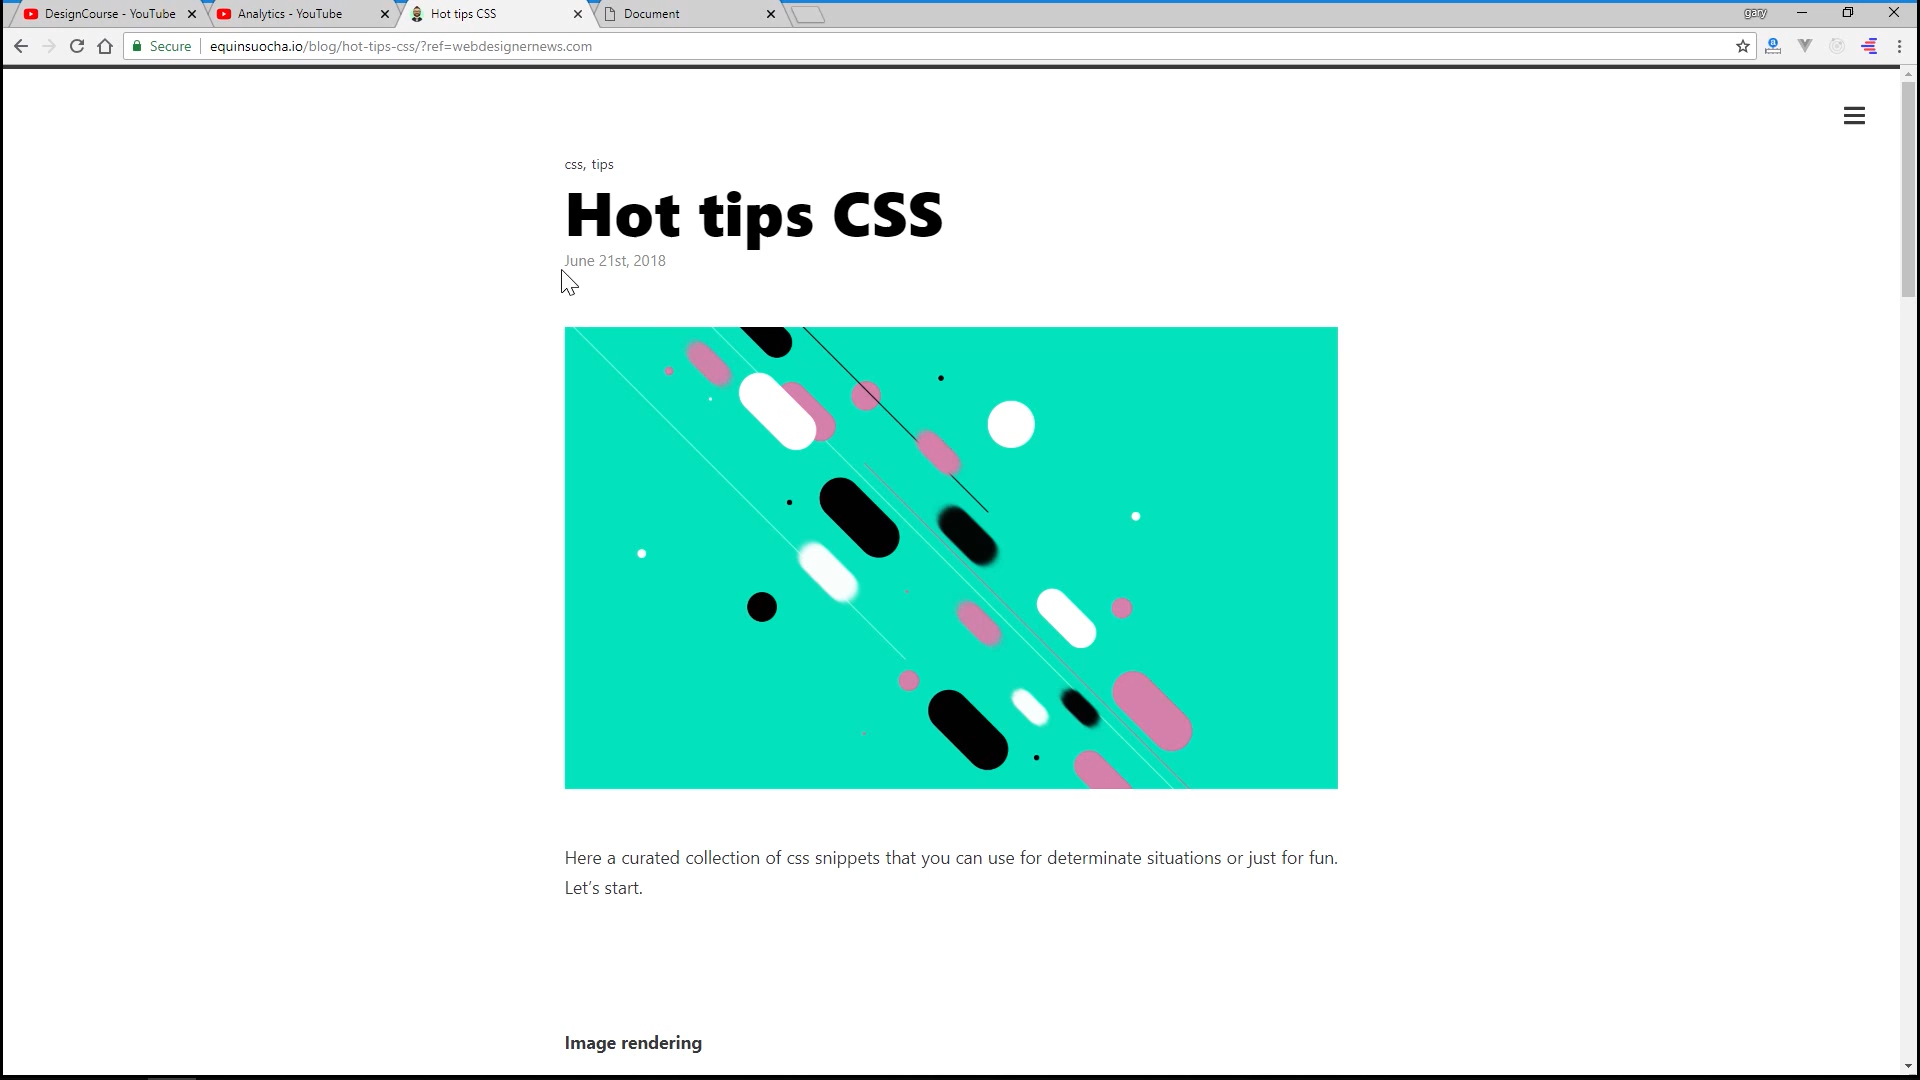 DesignCourse - YouTube
Analytics - YouTube
Hot tips CSS
Document
gary
Secure
equinsuocha.io/blog/hot-tips-css/?ref=webdesignernews.com
css, tips
Hot tips CSS
June 21st, 2018
Here a curated collection of css snippets that you can use for determinate situations or just for fun.
Let's start.
Image rendering